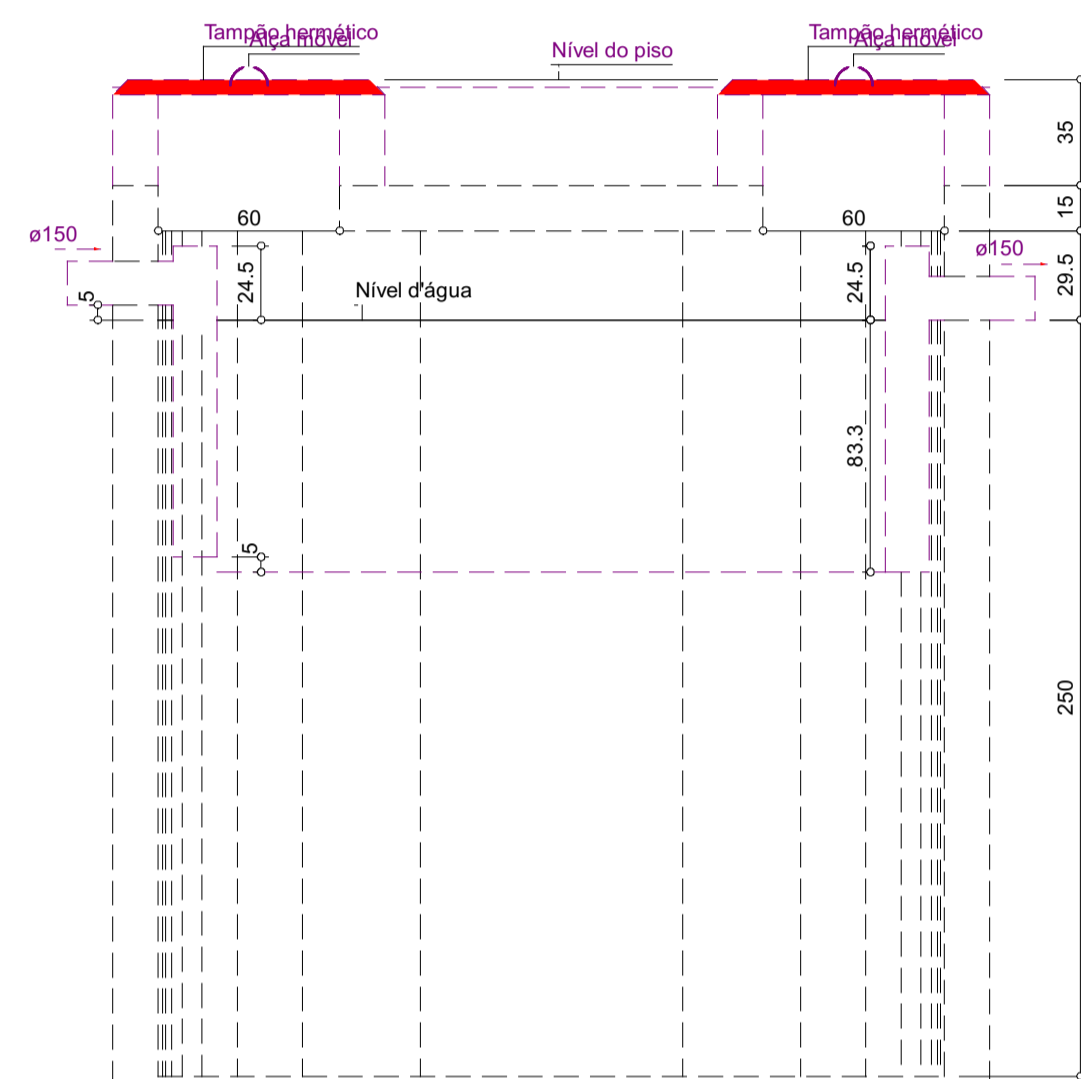 Tampão hermético
Alça móvel
Nível do piso
Tampão hermético
Alça móvel
35
15
60
60
ø150
ø150
29.5
24.5
24.5
5
Nível d'água
83.3
5
250